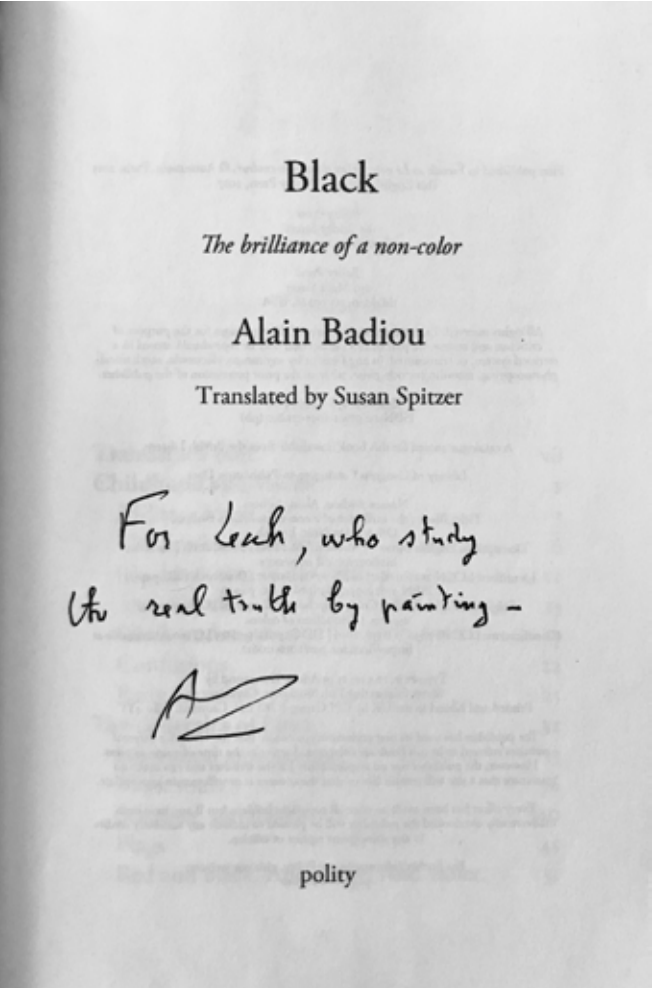 Black
The brilliance of a non-color
Alain Badiou
Translated by Susan Spitzer
For Leah, who study
the real truth by painting –
polity